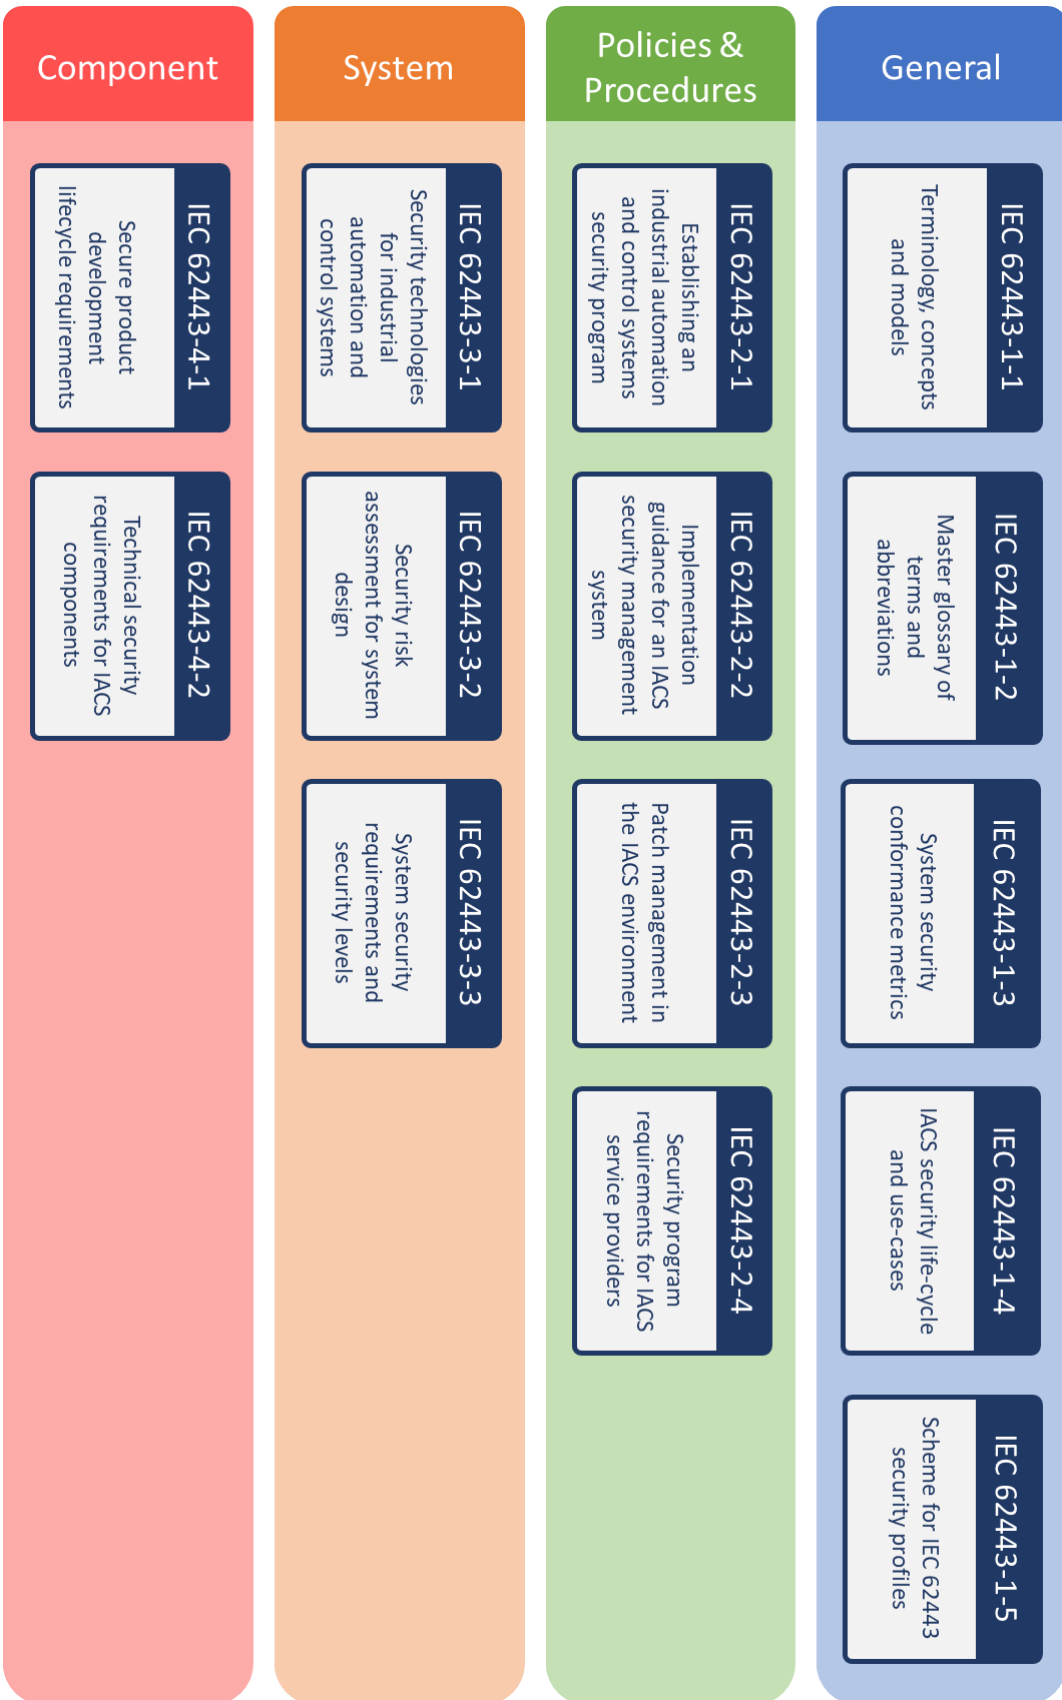 Component
IEC 62443-4-1
Secure product
development
lifecycle requirements
IEC 62443-4-2
Technical security
requirements for IACS
components
System
IEC 62443-3-1
Security technologies
for industrial
automation and
control systems
IEC 62443-3-2
Security risk
assessment for system
design
IEC 62443-3-3
System security
requirements and
security levels
Policies &
Procedures
IEC 62443-2-1
Establishing an
industrial automation
and control systems
security program
IEC 62443-2-2
Implementation
guidance for an IACS
security management
system
IEC 62443-2-3
Patch management in
the IACS environment
IEC 62443-2-4
Security program
requirements for IACS
service providers
General
IEC 62443-1-1
Terminology, concepts
and models
IEC 62443-1-2
Master glossary of
terms and
abbreviations
IEC 62443-1-3
System security
conformance metrics
IEC 62443-1-4
IACS security life-cycle
and use-cases
IEC 62443-1-5
Scheme for IEC 62443
security profiles